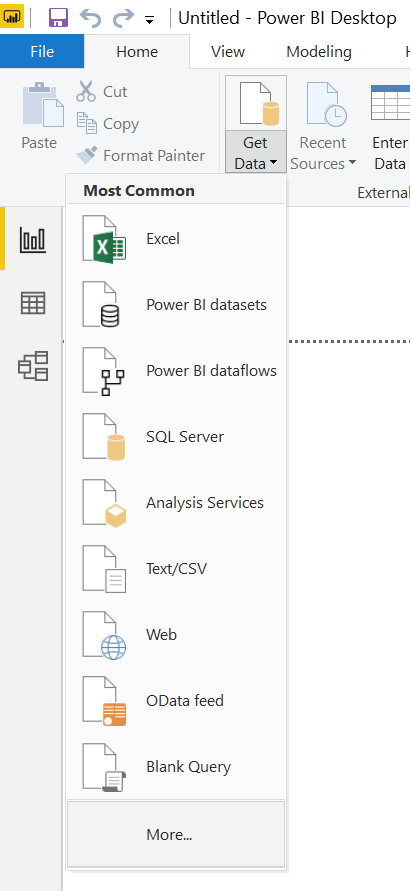 Untitled - Power BI Desktop
File Home View Modeling H
Paste
Cut
Copy
Format Painter
Get Data
Recent Sources
Enter Data
External
Most Common
Excel
Power BI datasets
Power BI dataflows
SQL Server
Analysis Services
Text/CSV
Web
OData feed
Blank Query
More...